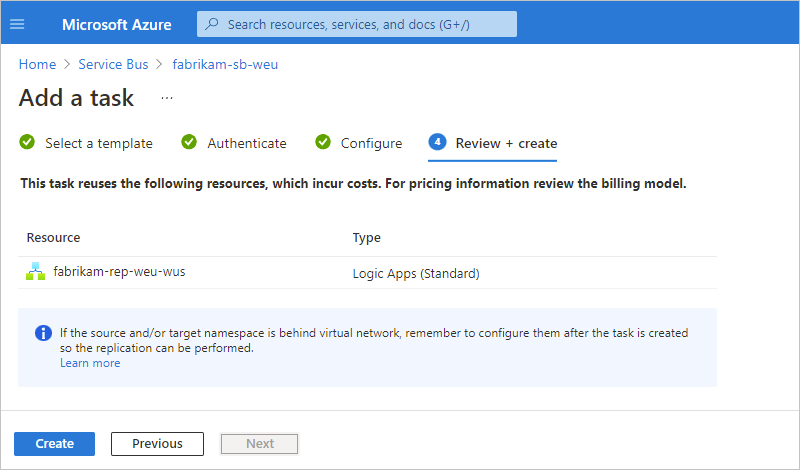 Microsoft Azure
Search resources, services, and docs (G+/)
Home > Service Bus > fabrikam-sb-weu
Add a task ...
Select a template
Authenticate
Configure
4 Review + create
This task reuses the following resources, which incur costs. For pricing information review the billing model.
Resource Type
fabrikam-rep-weu-wus Logic Apps (Standard)
If the source and/or target namespace is behind virtual network, remember to configure them after the task is created
so the replication can be performed.
Learn more
Create Previous Next